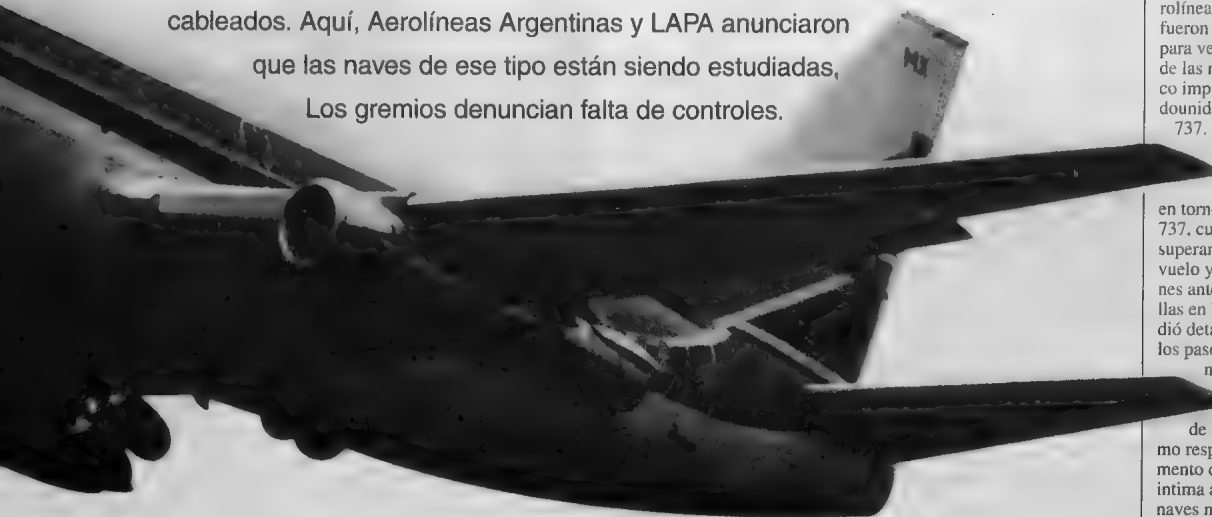 cableados. Aquí, Aerolíneas Argentinas y LAPA anunciaron
que las naves de ese tipo están siendo estudiadas,
Los gremios denuncian falta de controles.
rolínea
fueron
para ve
de las
co imp
dounid
737.
en torn
737, cu
superar
vuelo y
nes ant
llas en
dió deta
los paso
de
mo resp
mento
intima a
naves